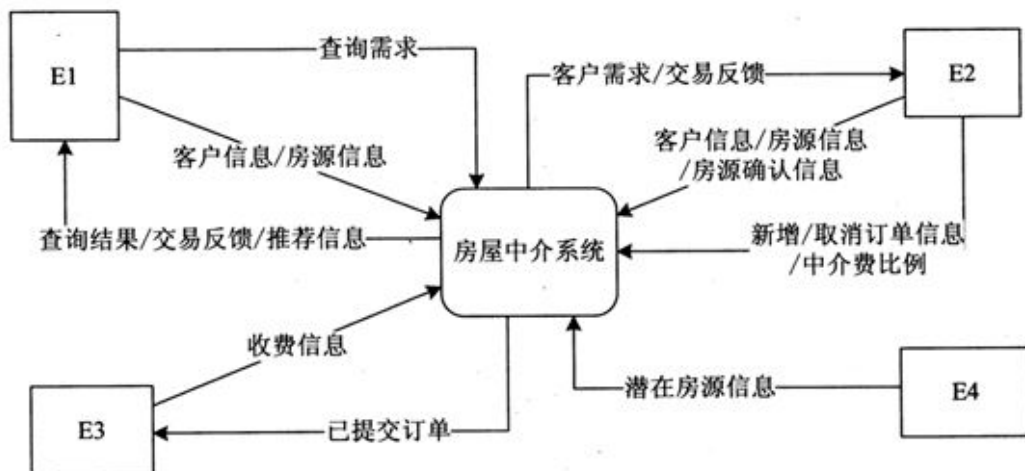 查询需求
E1
E2
客户需求/交易反馈
客户信息/房源信息
客户信息/房源信息
/房源确认信息
查询结果/交易反馈/推荐信息
房屋中介系统
新增/取消订单信息
/中介费比例
收费信息
潜在房源信息
E4
E3
已提交订单